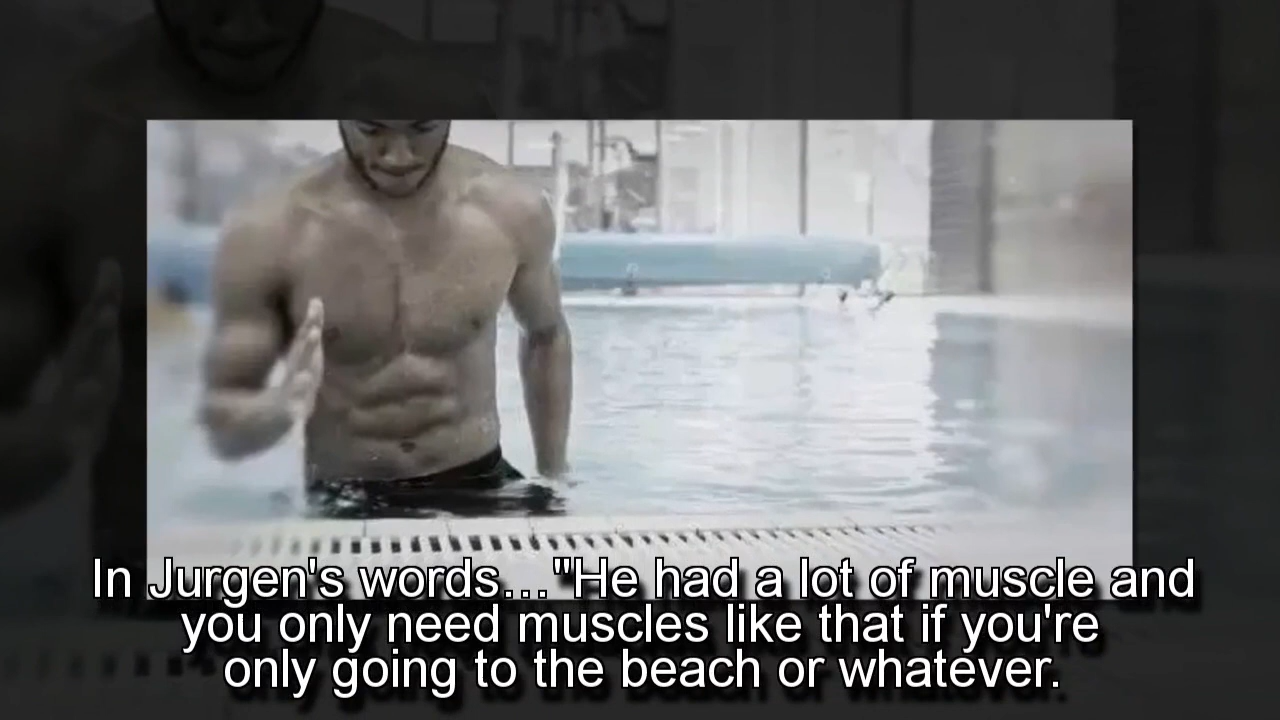 In Jurgen's words…"He had a lot of muscle and
you only need muscles like that if you're
only going to the beach or whatever.